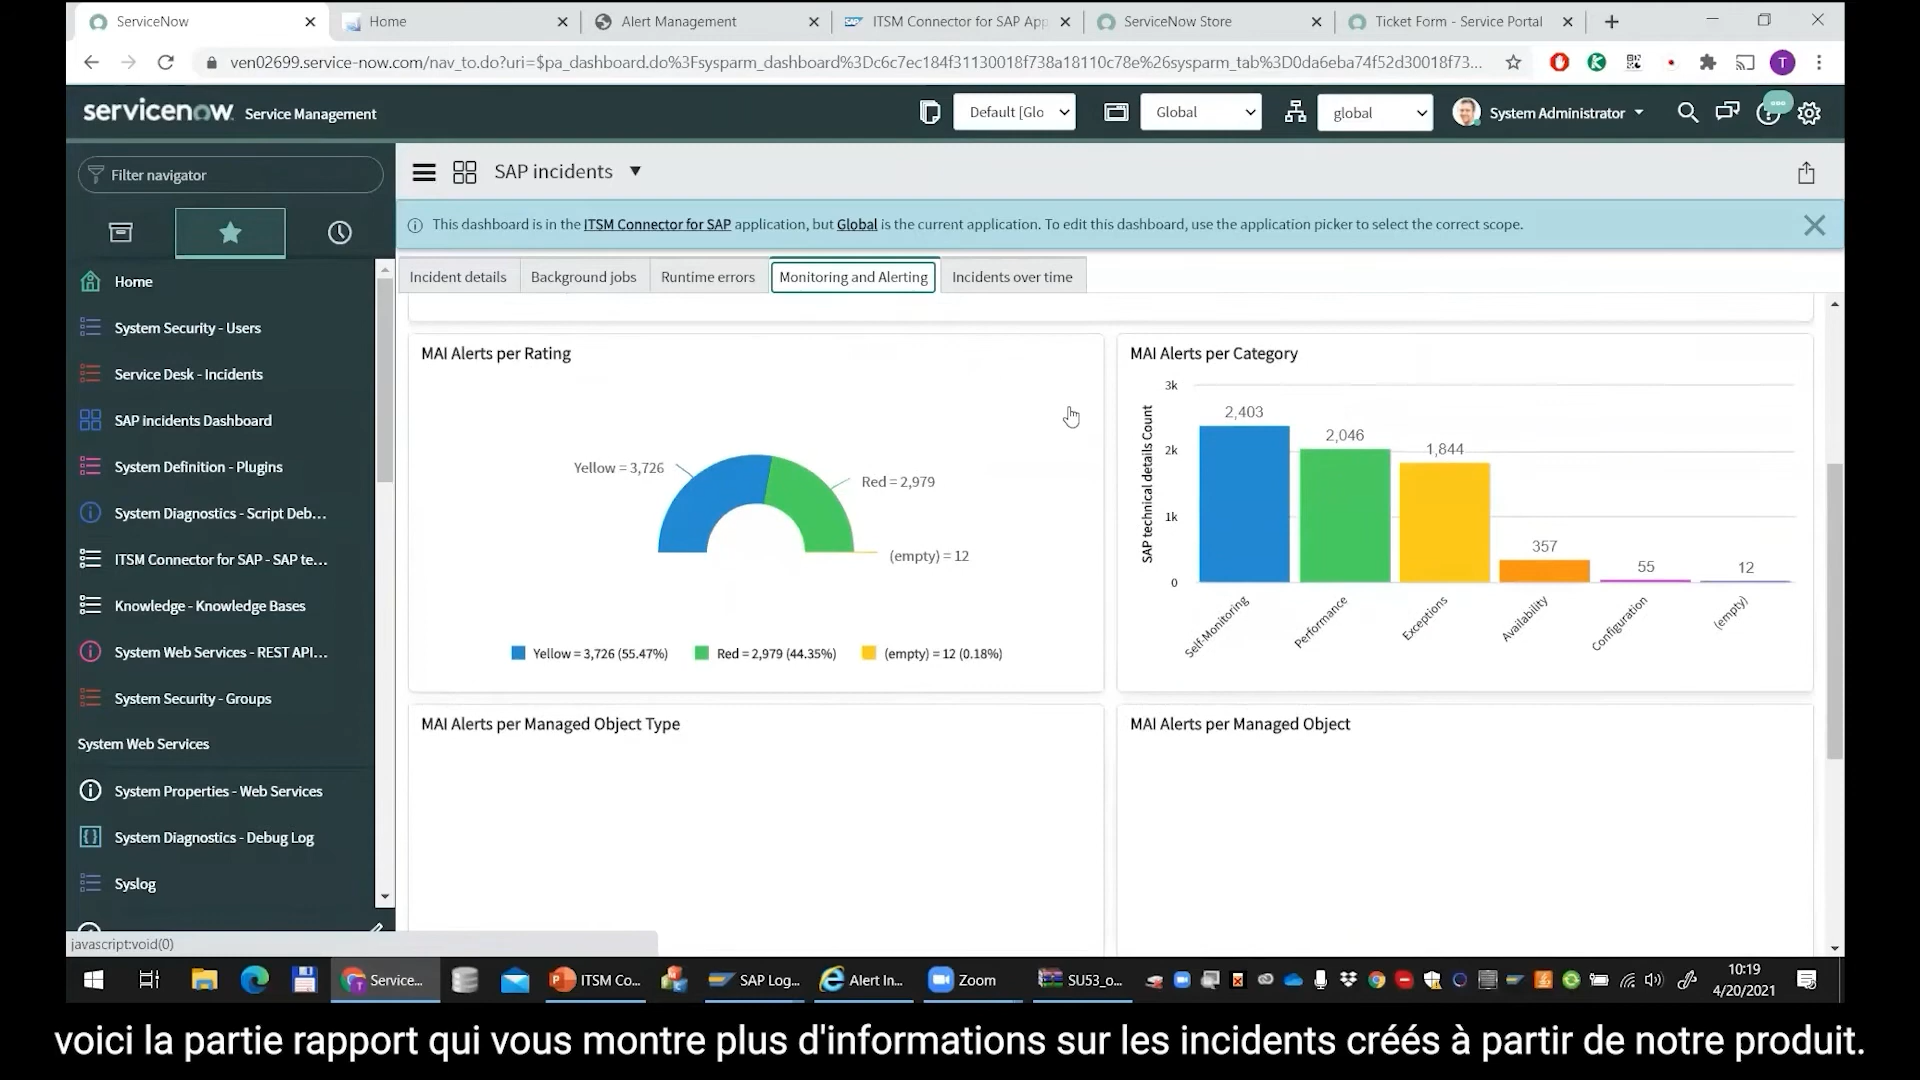 ServiceNow
Home
Alert Management
ITSM Connector for SAP App
ServiceNow Store
Ticket Form - Service Portal
ven02699.service-now.com/nav_to.do?uri=$pa_dashboard.do%3Fsysparm_dashboard%3Dc6c7ec184f31130018f738a18110c78e%26sysparm_tab%3D0da6eba74f52d30018f73...
T
servicenow Service Management
Default [Glo
Global
global
System Administrator
Filter navigator
SAP incidents
This dashboard is in the ITSM Connector for SAP application, but Global is the current application. To edit this dashboard, use the application picker to select the correct scope.
Incident details
Background jobs
Runtime errors
Monitoring and Alerting
Incidents over time
Home
System Security - Users
Service Desk - Incidents
SAP incidents Dashboard
System Definition - Plugins
System Diagnostics - Script Deb...
ITSM Connector for SAP - SAP te...
Knowledge - Knowledge Bases
System Web Services - REST API...
System Security - Groups
System Web Services
System Properties - Web Services
System Diagnostics - Debug Log
Syslog
javascript:void(0)
MAI Alerts per Rating
Yellow = 3,726
Red = 2,979
(empty) = 12
Yellow = 3,726 (55.47%)
Red = 2,979 (44.35%)
(empty) = 12 (0.18%)
MAI Alerts per Category
SAP technical details Count
3k
2k
1k
0
2,403
2,046
1,844
357
55
12
Self-Monitoring
Performance
Exceptions
Availability
Configuration
(empty)
MAI Alerts per Managed Object Type
MAI Alerts per Managed Object
Service...
ITSM Co...
SAP Log...
Alert In...
Zoom
SU53_o...
10:19
4/20/2021
voici la partie rapport qui vous montre plus d'informations sur les incidents créés à partir de notre produit.